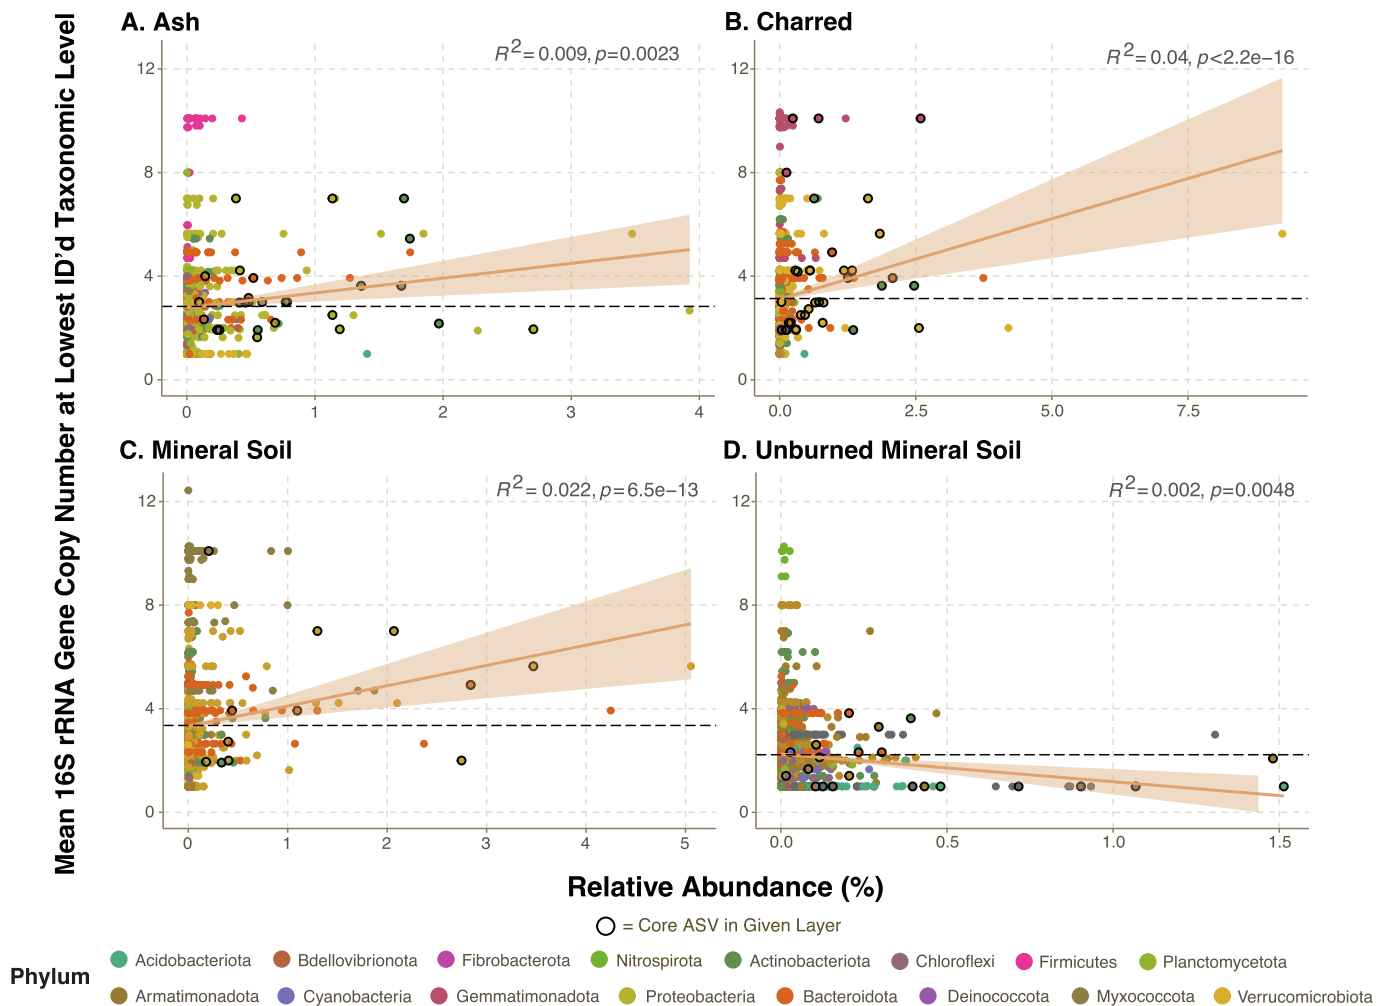 Mean 16S rRNA Gene Copy Number at Lowest ID'd Taxonomic Level
A. Ash
R2= 0.009, p=0.0023
12
8
4
0
0 1 2 3 4
B. Charred
R2= 0.04, p<2.2e−16
12
8
4
0
0.0 2.5 5.0 7.5
C. Mineral Soil
R2= 0.022, p=6.5e−13
12
8
4
0
0 1 2 3 4 5
D. Unburned Mineral Soil
R2=0.002, p=0.0048
12
8
4
0
0.0 0.5 1.0 1.5
Relative Abundance (%)
= Core ASV in Given Layer
Phylum
Acidobacteriota Bdellovibrionota Fibrobacterota Nitrospirota Actinobacteriota Chloroflexi Firmicutes Planctomycetota
Armatimonadota Cyanobacteria Gemmatimonadota Proteobacteria Bacteroidota Deinococcota Myxococcota Verrucomicrobiota